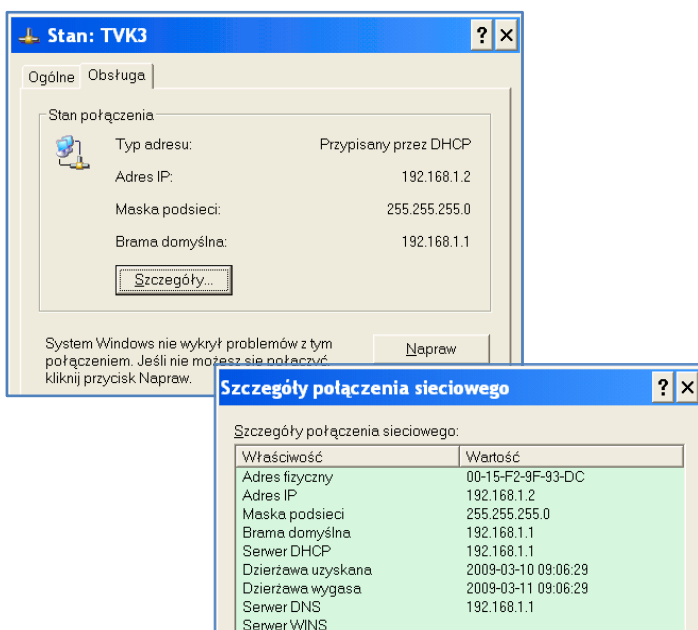 Stan: TVK3
Ogólne Obsługa
Stan połączenia
Typ adresu: Przypisany przez DHCP
Adres IP: 192.168.1.2
Maska podsieci: 255.255.255.0
Brama domyślna: 192.168.1.1
Szczegóły...
System Windows nie wykrył problemów z tym
połączeniem. Jeśli nie możesz się połączyć,
kliknij przycisk Napraw.
Napraw
Szczegóły połączenia sieciowego
Szczegóły połączenia sieciowego:
Właściwość Wartość
Adres fizyczny 00-15-F2-9F-93-DC
Adres IP 192.168.1.2
Maska podsieci 255.255.255.0
Brama domyślna 192.168.1.1
Serwer DHCP 192.168.1.1
Dzierżawa uzyskana 2009-03-10 09:06:29
Dzierżawa wygasa 2009-03-11 09:06:29
Serwer DNS 192.168.1.1
Serwer WINS